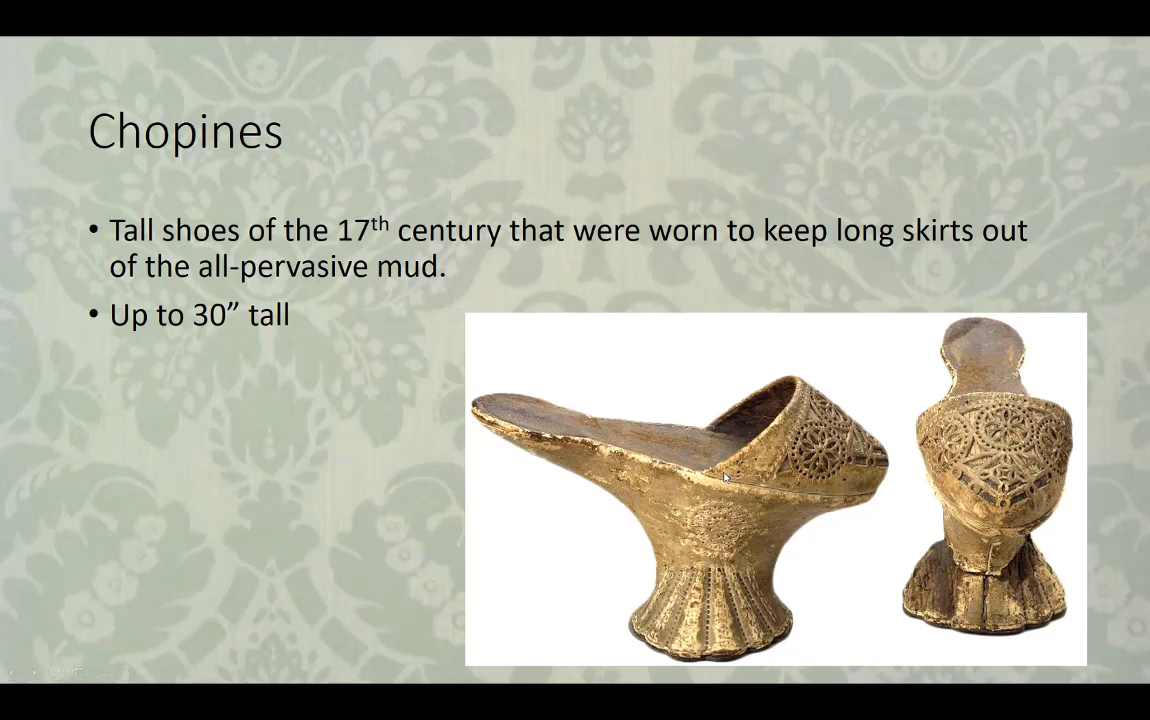 Chopines
• Tall shoes of the 17th century that were worn to keep long skirts out
of the all-pervasive mud.
• Up to 30” tall